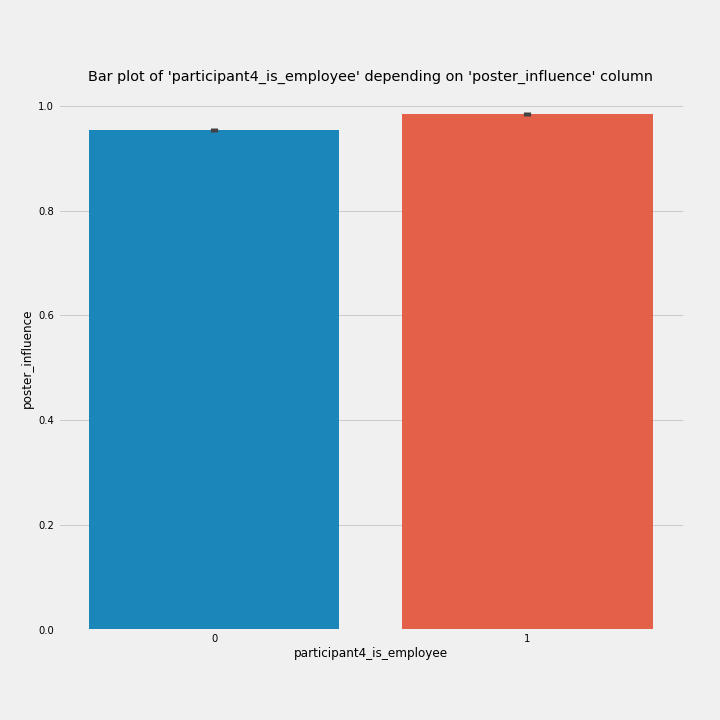 Bar plot of 'participant4_is_employee' depending on 'poster_influence' column
1.0
0.8
0.6
0.4
0.2
0.0
poster_influence
0 1
participant4_is_employee